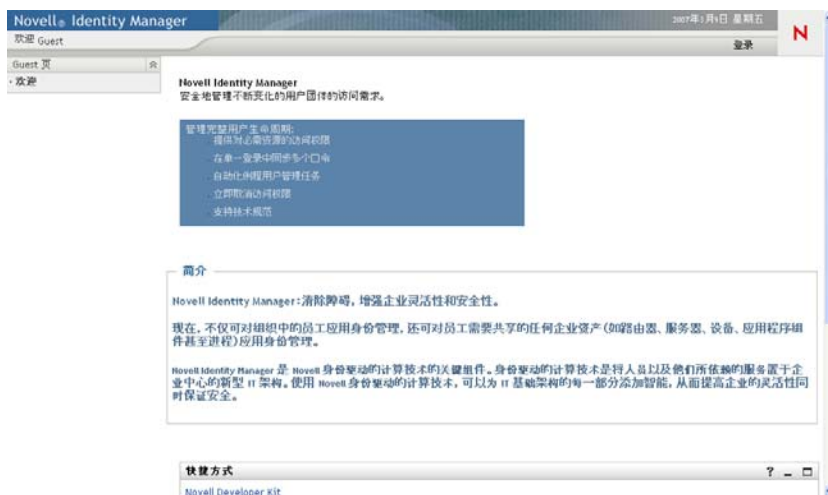 Novell® Identity Manager
2007年3月9日 星期五
N
欢迎 Guest
登录
Guest 页
欢迎
Novell Identity Manager
安全地管理不断变化的用户团体的访问需求。
管理完整用户生命周期:
提供对必需资源的访问权限
在单一登录中同步多个口令
自动化例程用户管理任务
立即取消访问权限
支持技术规范
简介
Novell Identity Manager:清除障碍,增强企业灵活性和安全性。
现在,不仅可对组织中的员工应用身份管理,还可对员工需要共享的任何企业资产(如路由器、服务器、设备、应用程序组
件甚至进程)应用身份管理。
Novell Identity Manager 是 Novell 身份驱动的计算技术的关键组件。身份驱动的计算技术是将人员以及他们所依赖的服务置于企
业中心的新型 IT 架构。使用 Novell 身份驱动的计算技术,可以为 IT 基础架构的每一部分添加智能,从而提高企业的灵活性同
时保证安全。
快捷方式
?
Novell Developer Kit